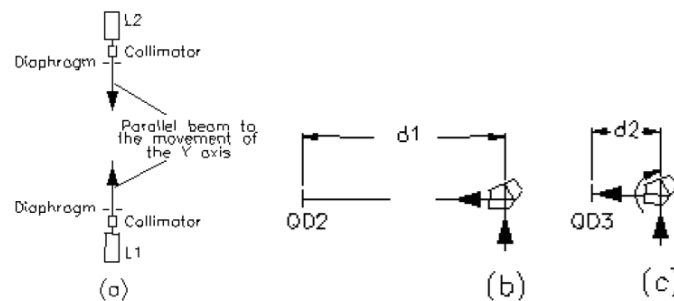 L2
Collimator
Diaphragm
Parallel beam to
the movement of
the Y axis
Diaphragm
Collimator
L1
(a)
d1
QD2
(b)
d2
QD3
(c)